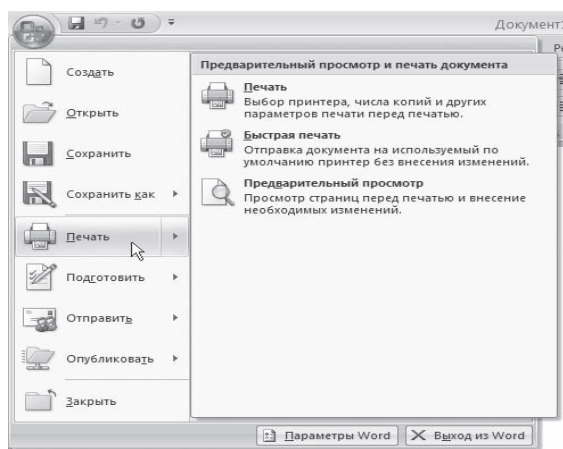 Документ
Создать
Открыть
Сохранить
Сохранить как
Печать
Подготовить
Отправить
Опубликовать
Закрыть
Предварительный просмотр и печать документа
Печать
Выбор принтера, числа копий и других
параметров печати перед печатью.
Быстрая печать
Отправка документа на используемый по
умолчанию принтер без внесения изменений.
Предварительный просмотр
Просмотр страниц перед печатью и внесение
необходимых изменений.
Параметры Word
Выход из Word